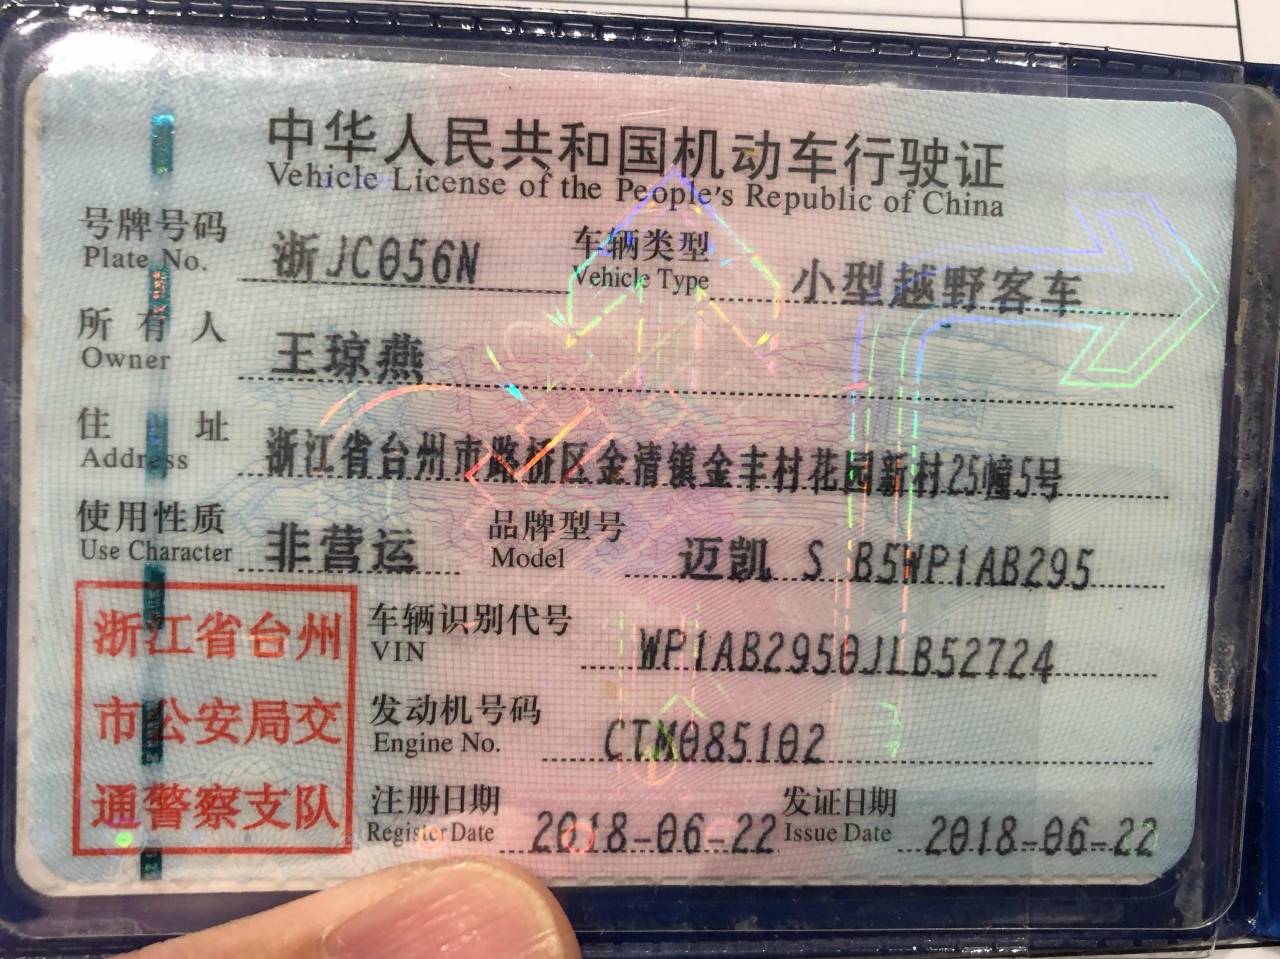 中华人民共和国机动车行驶证
Vehicle License of the People's Republic of China
号牌号码 浙JC056N 车辆类型 小型越野客车
Plate No. Vehicle Type
所有人 王琼燕
Owner
住址 浙江省台州市路桥区金清镇金丰村花园新村25幢5号
Address
使用性质 非营运 品牌型号 迈凯 S B5WP1AB295
Use Character Model
浙江省台州
市公安局交
通警察支队
车辆识别代号 WP1AB2950JLB52724
VIN
发动机号码 CTM085102
Engine No.
注册日期 2018-06-22 发证日期 2018-06-22
Register Date Issue Date